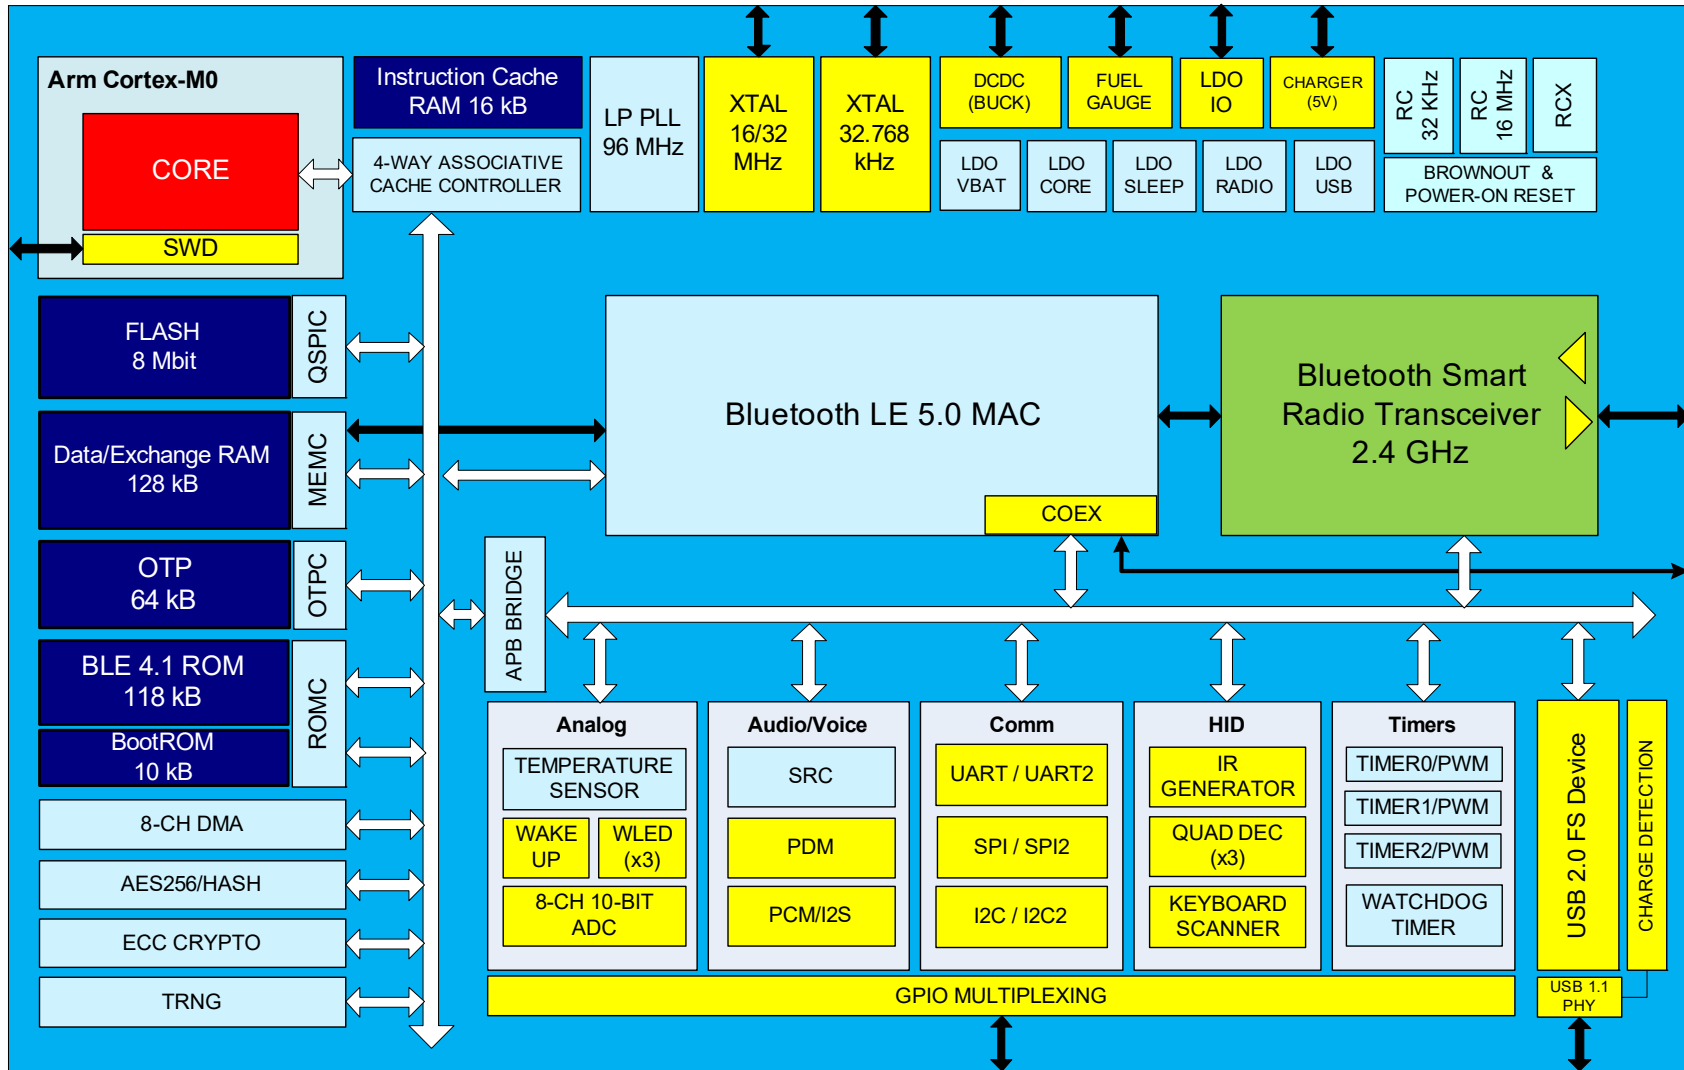 Arm Cortex-M0
CORE
SWD
Instruction Cache
RAM 16 kB
4-WAY ASSOCIATIVE
CACHE CONTROLLER
LP PLL
96 MHz
XTAL
16/32
MHz
XTAL
32.768
kHz
DCDC
(BUCK)
FUEL
GAUGE
LDO
IO
CHARGER
(5V)
LDO
VBAT
LDO
CORE
LDO
SLEEP
LDO
RADIO
LDO
USB
RC
32 KHz
RC
16 MHz
RCX
BROWNOUT &
POWER-ON RESET
FLASH
8 Mbit
QSPIC
Data/Exchange RAM
128 kB
MEMC
OTP
64 kB
OTPC
BLE 4.1 ROM
118 kB
BootROM
10 kB
ROMC
8-CH DMA
AES256/HASH
ECC CRYPTO
TRNG
Bluetooth LE 5.0 MAC
COEX
Bluetooth Smart
Radio Transceiver
2.4 GHz
APB BRIDGE
Analog
TEMPERATURE
SENSOR
WAKE
UP
WLED
(x3)
8-CH 10-BIT
ADC
Audio/Voice
SRC
PDM
PCM/I2S
Comm
UART / UART2
SPI / SPI2
I2C / I2C2
HID
IR
GENERATOR
QUAD DEC
(x3)
KEYBOARD
SCANNER
Timers
TIMER0/PWM
TIMER1/PWM
TIMER2/PWM
WATCHDOG
TIMER
USB 2.0 FS Device
CHARGE DETECTION
USB 1.1
PHY
GPIO MULTIPLEXING